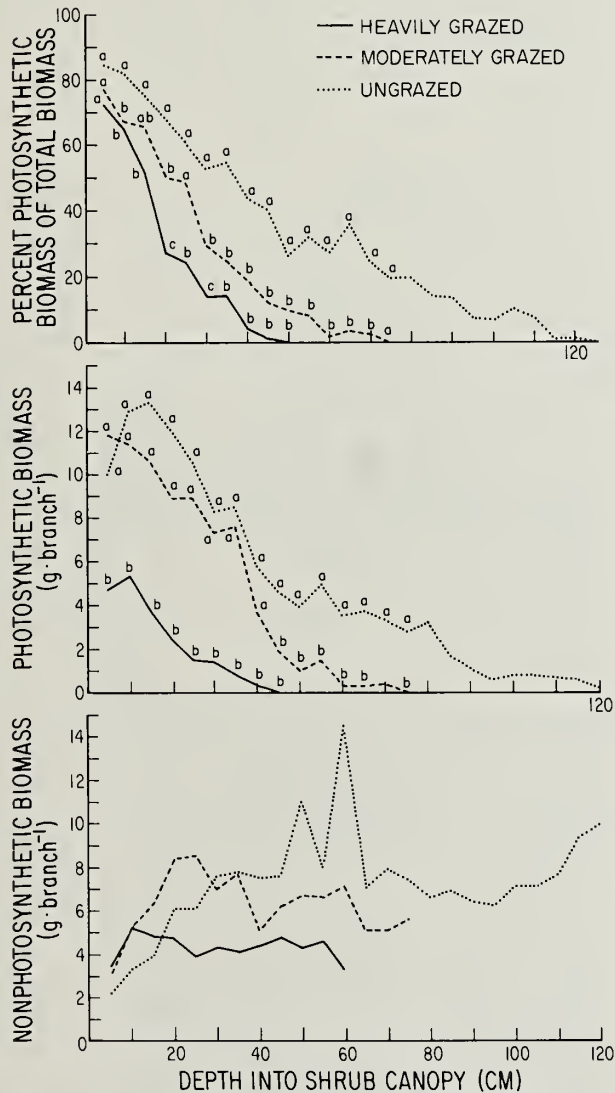 HEAVILY GRAZED
MODERATELY GRAZED
UNGRAZED
PERCENT PHOTOSYNTHETIC
BIOMASS OF TOTAL BIOMASS
100
80
60
40
20
0
a a a a a a a a a a a a a a a
a b ab b a b b b b b b b b b a
a b b c b c b b b b
120
PHOTOSYNTHETIC BIOMASS
(g·branch⁻¹)
14
12
10
8
6
4
2
0
a a a a a a a a a a a a a a a
a a a a a a a a b b b b b b
b b b b b b b b b
120
NONPHOTOSYNTHETIC BIOMASS
(g·branch⁻¹)
14
12
10
8
6
4
2
0
20 40 60 80 100 120
DEPTH INTO SHRUB CANOPY (CM)